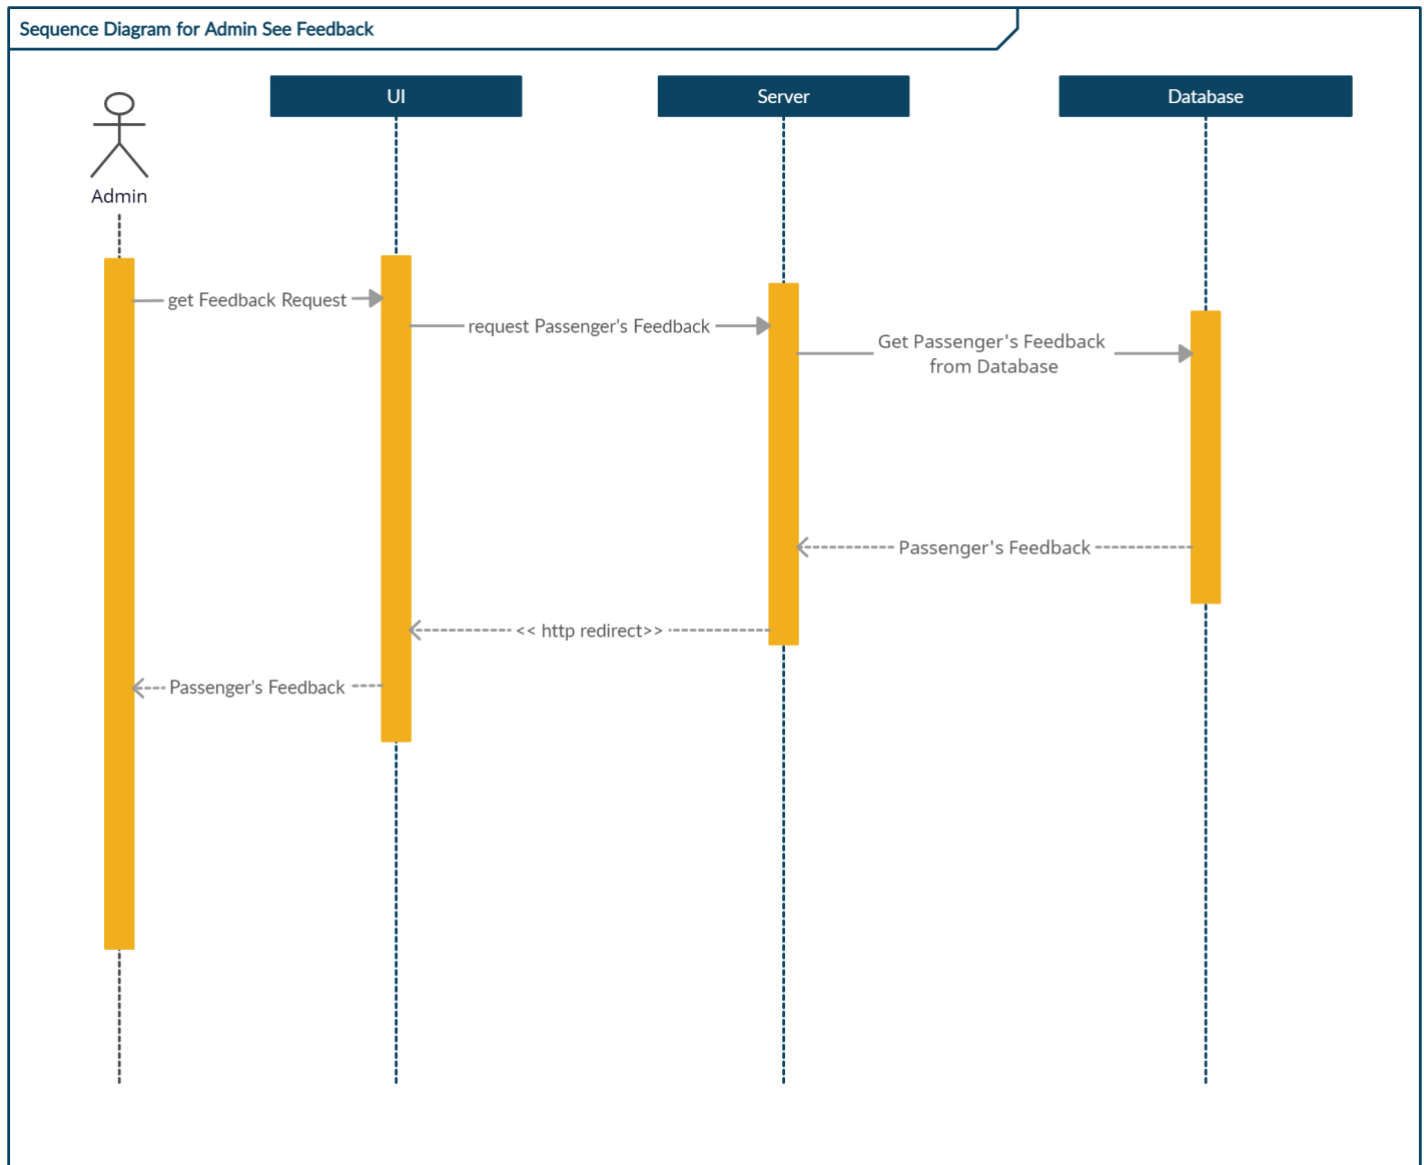 Sequence Diagram for Admin See Feedback
UI
Server
Database
Admin
get Feedback Request
request Passenger's Feedback
Get Passenger's Feedback
from Database
Passenger's Feedback
<< http redirect>>
Passenger's Feedback